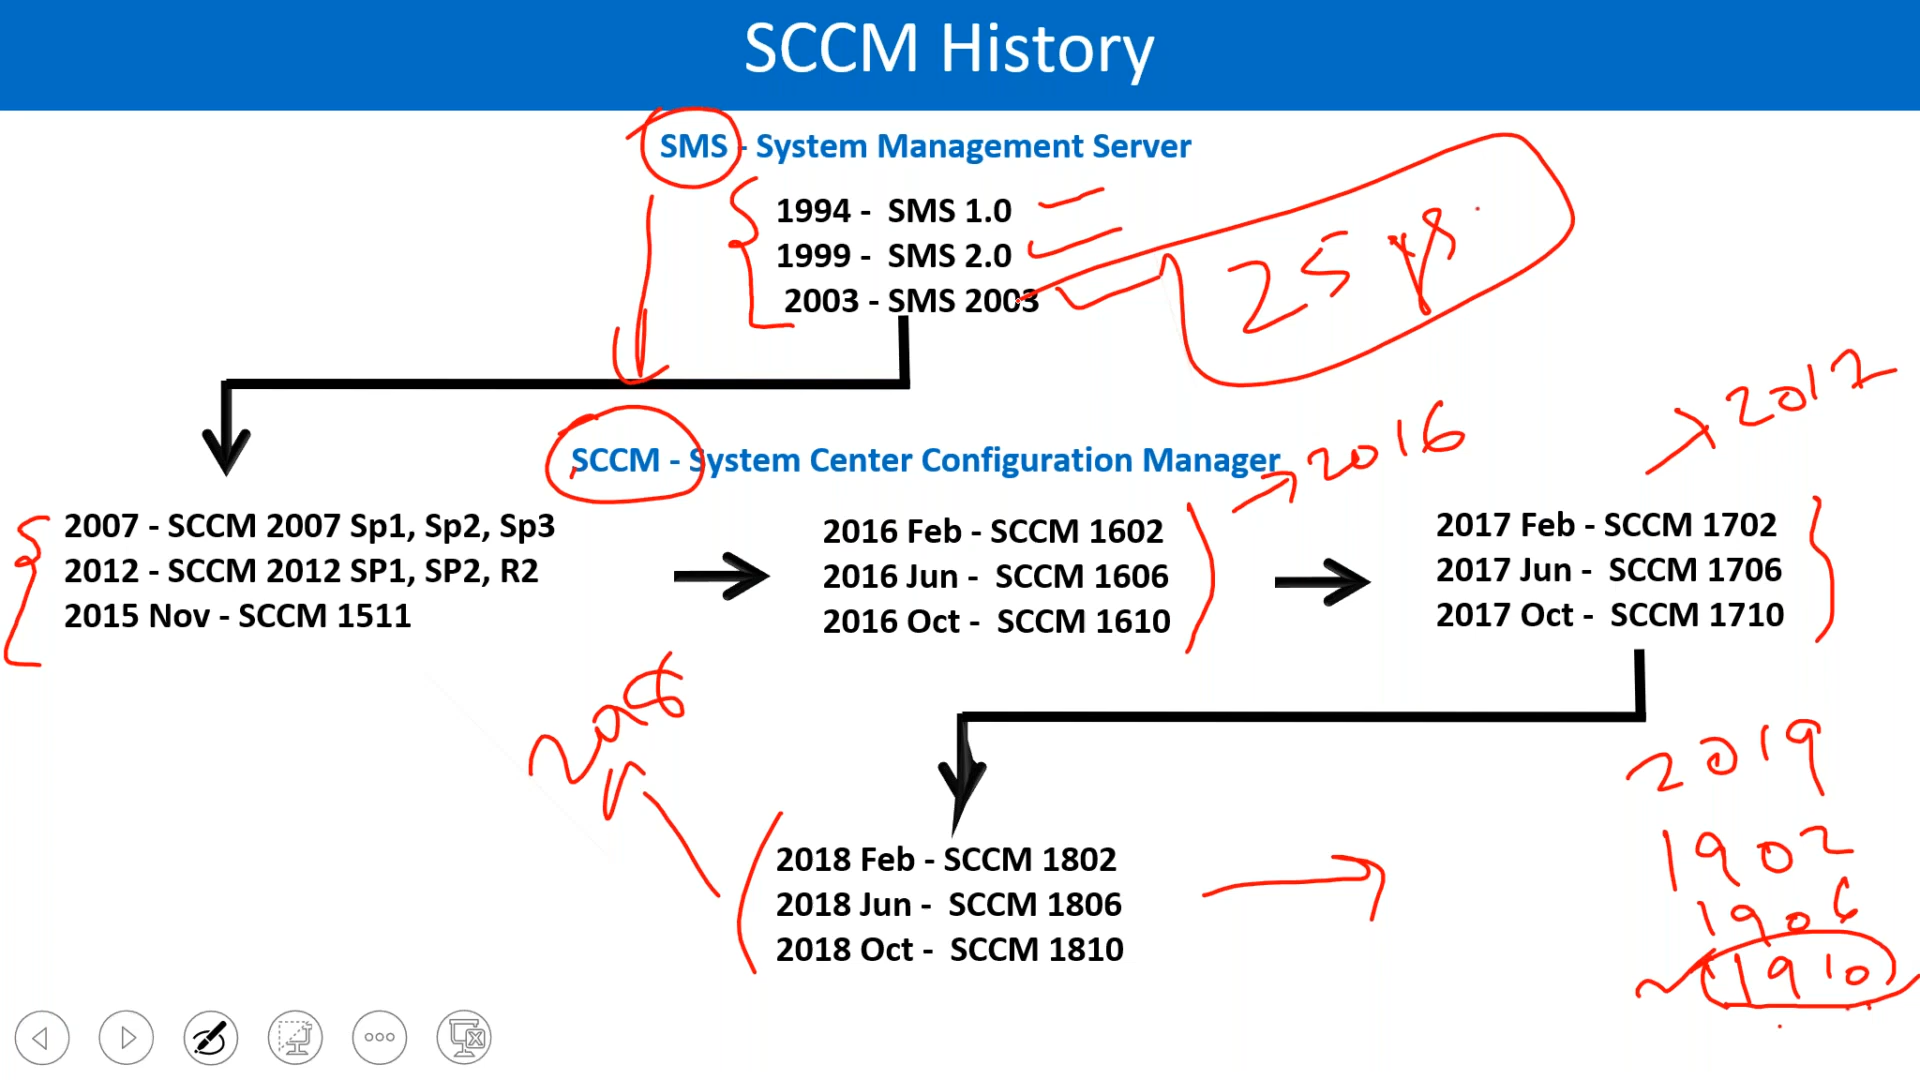 SCCM History
SMS - System Management Server
1994 - SMS 1.0
1999 - SMS 2.0
2003 - SMS 2003
25 ys.
SCCM - System Center Configuration Manager
2016
2017
2007 - SCCM 2007 Sp1, Sp2, Sp3
2012 - SCCM 2012 SP1, SP2, R2
2015 Nov - SCCM 1511
2016 Feb - SCCM 1602
2016 Jun - SCCM 1606
2016 Oct - SCCM 1610
2017 Feb - SCCM 1702
2017 Jun - SCCM 1706
2017 Oct - SCCM 1710
2018
2018 Feb - SCCM 1802
2018 Jun - SCCM 1806
2018 Oct - SCCM 1810
2019
1902
1906
1910